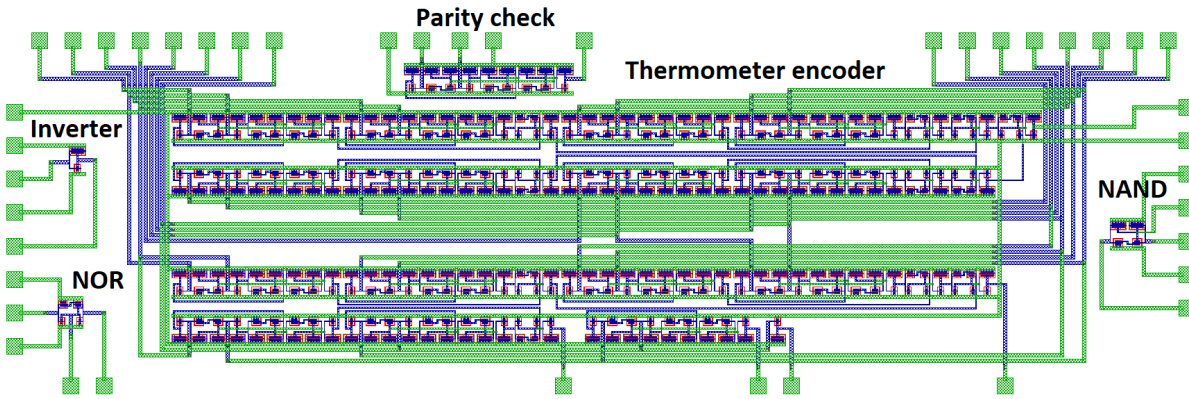 Parity check
Thermometer encoder
Inverter
NAND
NOR